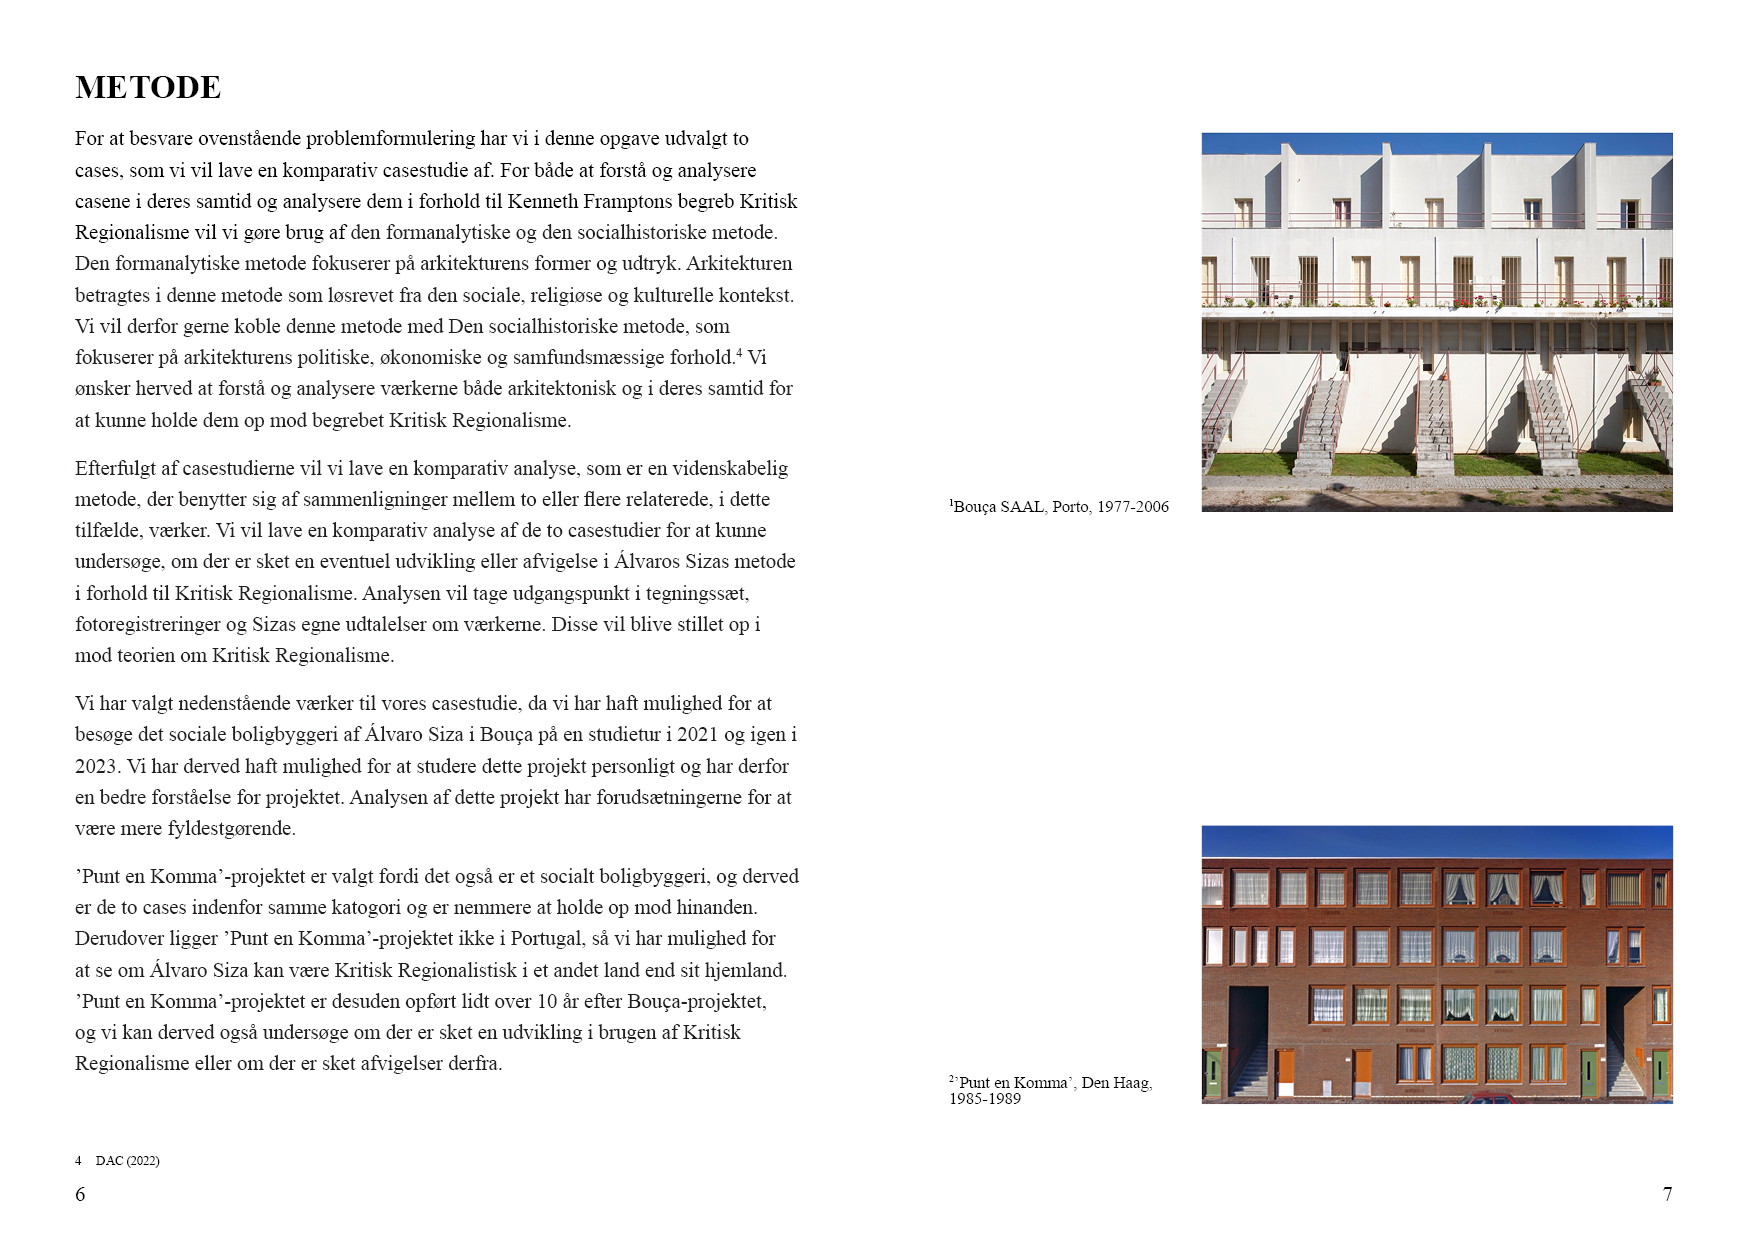 METODE
For at besvare ovenstående problemformulering har vi i denne opgave udvalgt to
cases, som vi vil lave en komparativ casestudie af. For både at forstå og analysere
casene i deres samtid og analysere dem i forhold til Kenneth Framptons begreb Kritisk
Regionalisme vil vi gøre brug af den formanalytiske og den socialhistoriske metode.
Den formanalytiske metode fokuserer på arkitekturens former og udtryk. Arkitekturen
betragtes i denne metode som løsrevet fra den sociale, religiøse og kulturelle kontekst.
Vi vil derfor gerne koble denne metode med Den socialhistoriske metode, som
fokuserer på arkitekturens politiske, økonomiske og samfundsmæssige forhold.4 Vi
ønsker herved at forstå og analysere værkerne både arkitektonisk og i deres samtid for
at kunne holde dem op mod begrebet Kritisk Regionalisme.
Efterfulgt af casestudierne vil vi lave en komparativ analyse, som er en videnskabelig
metode, der benytter sig af sammenligninger mellem to eller flere relaterede, i dette
tilfælde, værker. Vi vil lave en komparativ analyse af de to casestudier for at kunne
undersøge, om der er sket en eventuel udvikling eller afvigelse i Álvaros Sizas metode
i forhold til Kritisk Regionalisme. Analysen vil tage udgangspunkt i tegningssæt,
fotoregistreringer og Sizas egne udtalelser om værkerne. Disse vil blive stillet op i
mod teorien om Kritisk Regionalisme.
Vi har valgt nedenstående værker til vores casestudie, da vi har haft mulighed for at
besøge det sociale boligbyggeri af Álvaro Siza i Bouça på en studietur i 2021 og igen i
2023. Vi har derved haft mulighed for at studere dette projekt personligt og har derfor
en bedre forståelse for projektet. Analysen af dette projekt har forudsætningerne for at
være mere fyldestgørende.
’Punt en Komma’-projektet er valgt fordi det også er et socialt boligbyggeri, og derved
er de to cases indenfor samme katogori og er nemmere at holde op mod hinanden.
Derudover ligger ’Punt en Komma’-projektet ikke i Portugal, så vi har mulighed for
at se om Álvaro Siza kan være Kritisk Regionalistisk i et andet land end sit hjemland.
’Punt en Komma’-projektet er desuden opført lidt over 10 år efter Bouça-projektet,
og vi kan derved også undersøge om der er sket en udvikling i brugen af Kritisk
Regionalisme eller om der er sket afvigelser derfra.
4 DAC (2022)
6
1Bouça SAAL, Porto, 1977-2006
2’Punt en Komma’, Den Haag,
1985-1989
7